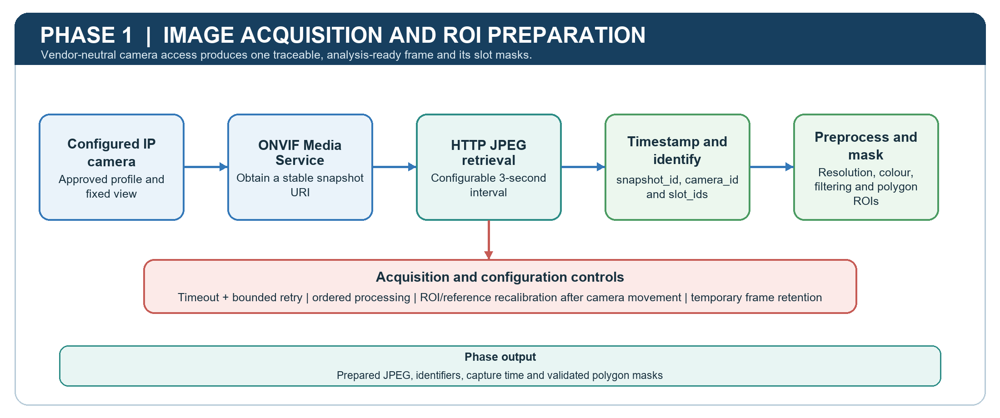 PHASE 1 | IMAGE ACQUISITION AND ROI PREPARATION
Vendor-neutral camera access produces one traceable, analysis-ready frame and its slot masks.
Configured IP
camera
Approved profile and
fixed view
ONVIF Media
Service
Obtain a stable snapshot
URI
HTTP JPEG
retrieval
Configurable 3-second
interval
Timestamp and
identify
snapshot_id, camera_id
and slot_ids
Preprocess and
mask
Resolution, colour,
filtering and polygon
ROIs
Acquisition and configuration controls
Timeout + bounded retry | ordered processing | ROI/reference recalibration after camera movement | temporary frame retention
Phase output
Prepared JPEG, identifiers, capture time and validated polygon masks